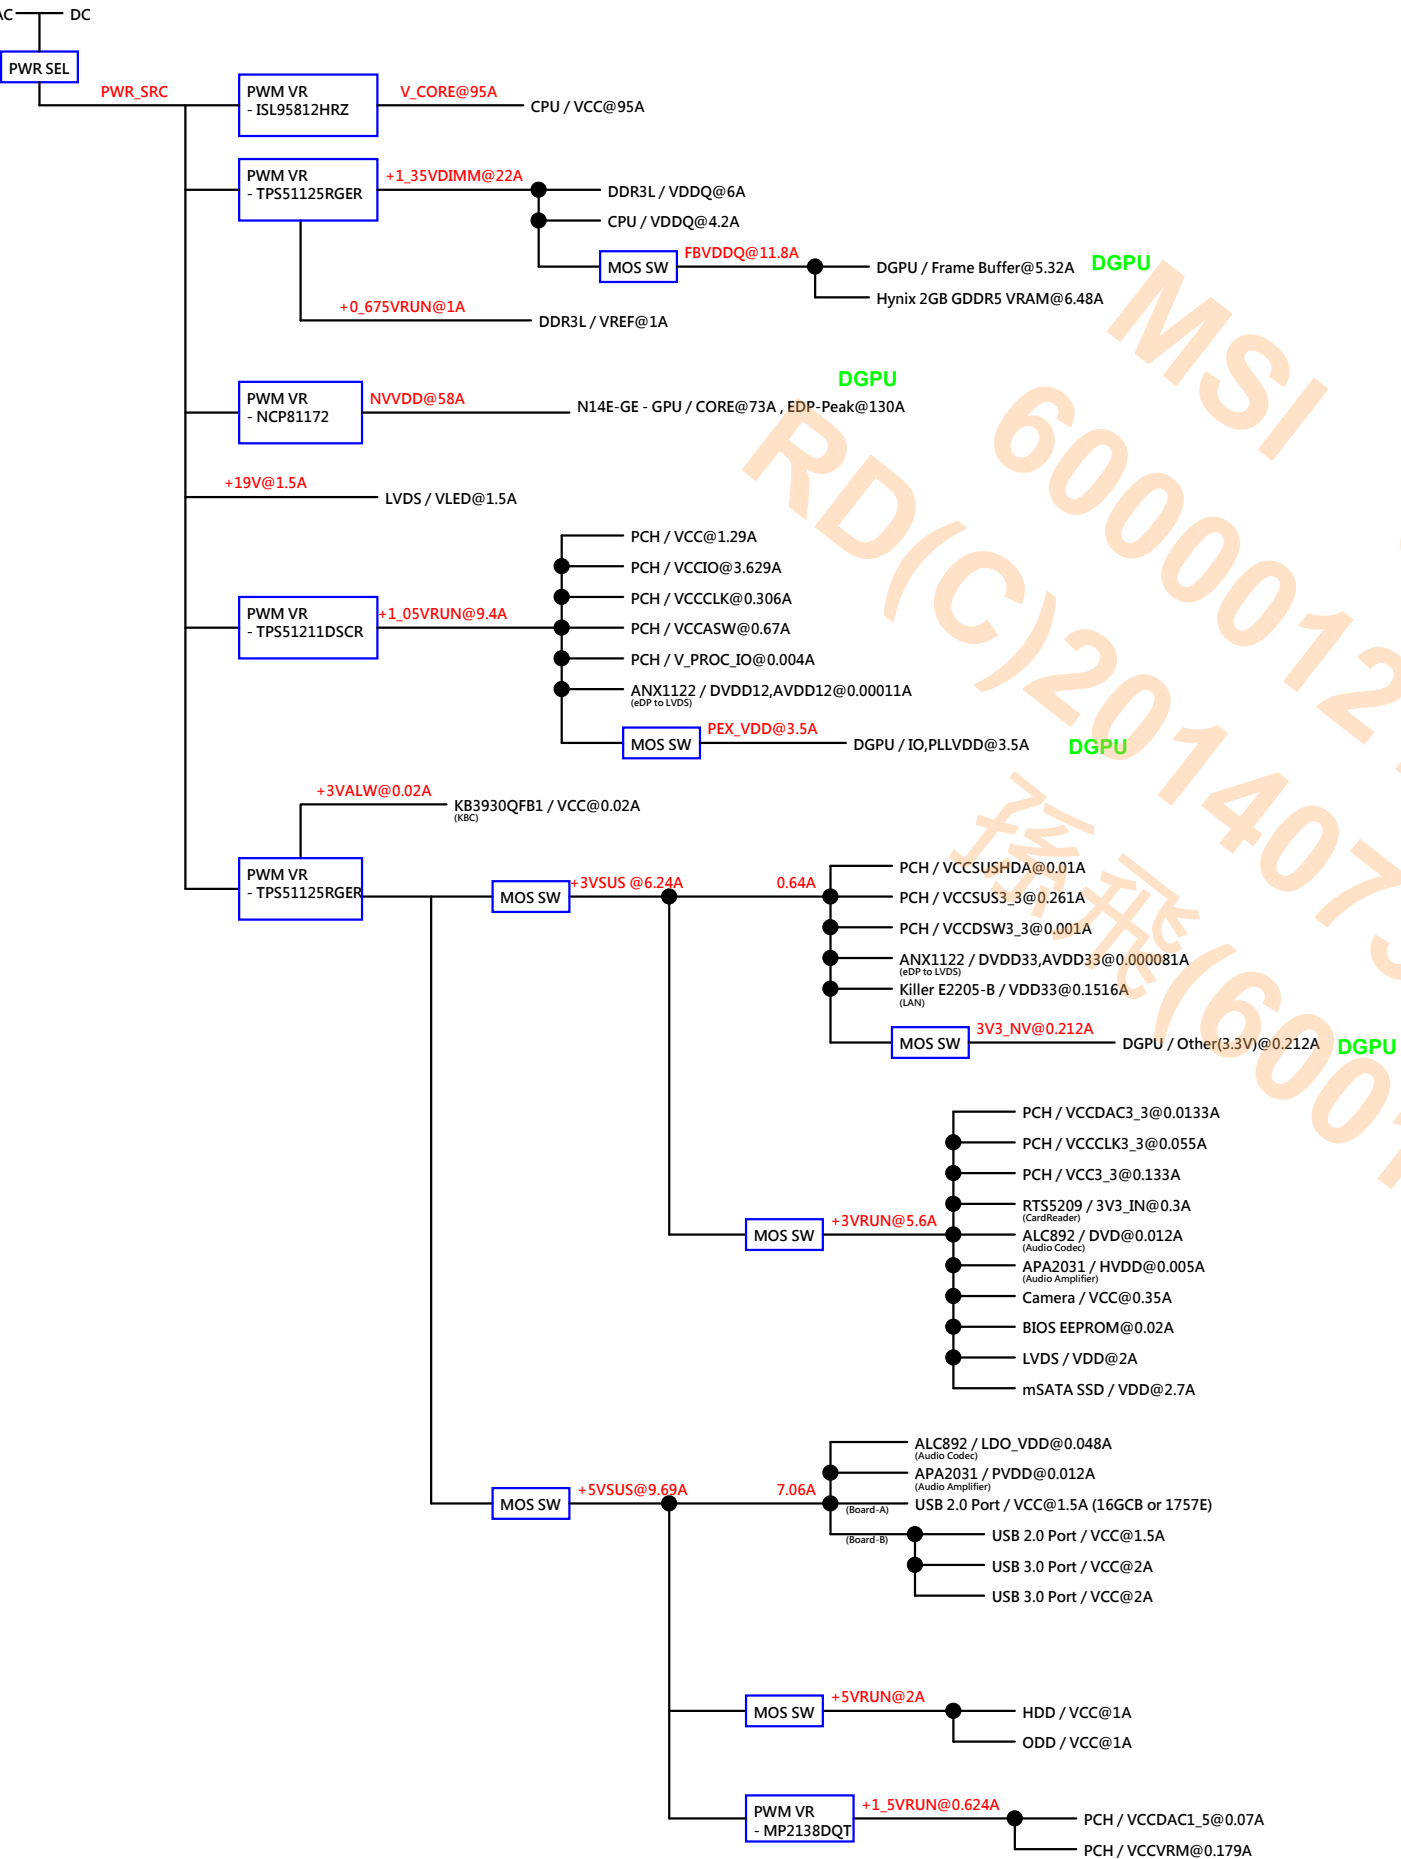 AC
DC
PWR SEL
PWR_SRC
PWM VR
- ISL95812HRZ
V_CORE@95A
CPU / VCC@95A
PWM VR
- TPS51125RGER
+1_35VDIMM@22A
DDR3L / VDDQ@6A
CPU / VDDQ@4.2A
MOS SW
FBVDDQ@11.8A
DGPU / Frame Buffer@5.32A
DGPU
Hynix 2GB GDDR5 VRAM@6.48A
+0_675VRUN@1A
DDR3L / VREF@1A
DGPU
PWM VR
- NCP81172
NVVDD@58A
N14E-GE - GPU / CORE@73A , EDP-Peak@130A
+19V@1.5A
LVDS / VLED@1.5A
PCH / VCC@1.29A
PCH / VCCIO@3.629A
PCH / VCCCLK@0.306A
PWM VR
- TPS51211DSCR
+1_05VRUN@9.4A
PCH / VCCASW@0.67A
PCH / V_PROC_IO@0.004A
ANX1122 / DVDD12,AVDD12@0.00011A
(eDP to LVDS)
MOS SW
PEX_VDD@3.5A
DGPU / IO,PLLVDD@3.5A
DGPU
+3VALW@0.02A
KB3930QFB1 / VCC@0.02A
(KBC)
PWM VR
- TPS51125RGER
MOS SW
+3VSUS @6.24A
0.64A
PCH / VCCSUSHDA@0.01A
PCH / VCCSUS3_3@0.261A
PCH / VCCDSW3_3@0.001A
ANX1122 / DVDD33,AVDD33@0.000081A
(eDP to LVDS)
Killer E2205-B / VDD33@0.1516A
(LAN)
MOS SW
3V3_NV@0.212A
DGPU / Other(3.3V)@0.212A
DGPU
PCH / VCCDAC3_3@0.0133A
PCH / VCCCLK3_3@0.055A
PCH / VCC3_3@0.133A
RTS5209 / 3V3_IN@0.3A
(CardReader)
MOS SW
+3VRUN@5.6A
ALC892 / DVD@0.012A
(Audio Codec)
APA2031 / HVDD@0.005A
(Audio Amplifier)
Camera / VCC@0.35A
BIOS EEPROM@0.02A
LVDS / VDD@2A
mSATA SSD / VDD@2.7A
ALC892 / LDO_VDD@0.048A
(Audio Codec)
APA2031 / PVDD@0.012A
(Audio Amplifier)
MOS SW
+5VSUS@9.69A
7.06A
(Board-A)
USB 2.0 Port / VCC@1.5A (16GCB or 1757E)
(Board-B)
USB 2.0 Port / VCC@1.5A
USB 3.0 Port / VCC@2A
USB 3.0 Port / VCC@2A
MOS SW
+5VRUN@2A
HDD / VCC@1A
ODD / VCC@1A
PWM VR
- MP2138DQT
+1_5VRUN@0.624A
PCH / VCCDAC1_5@0.07A
PCH / VCCVRM@0.179A
MSI
6000012
RD(C)201407
孫飛(600